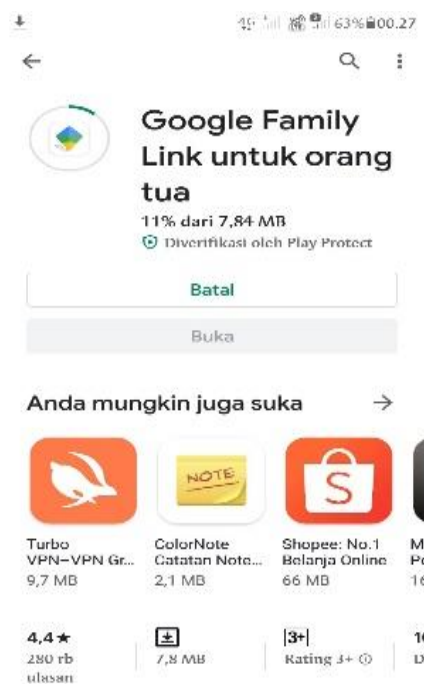 63% 00.27
Google Family
Link untuk orang
tua
11% dari 7,84 MB
Diverifikasi oleh Play Protect
Batal
Buka
Anda mungkin juga suka
NOTE
S
Turbo
VPN-VPN Gr...
9,7 MB
ColorNote
Catatan Note...
2,1 MB
Shopee: No.1
Belanja Online
66 MB
4,4★
280 rb
ulasan
7,8 MB
3+
Rating 3+